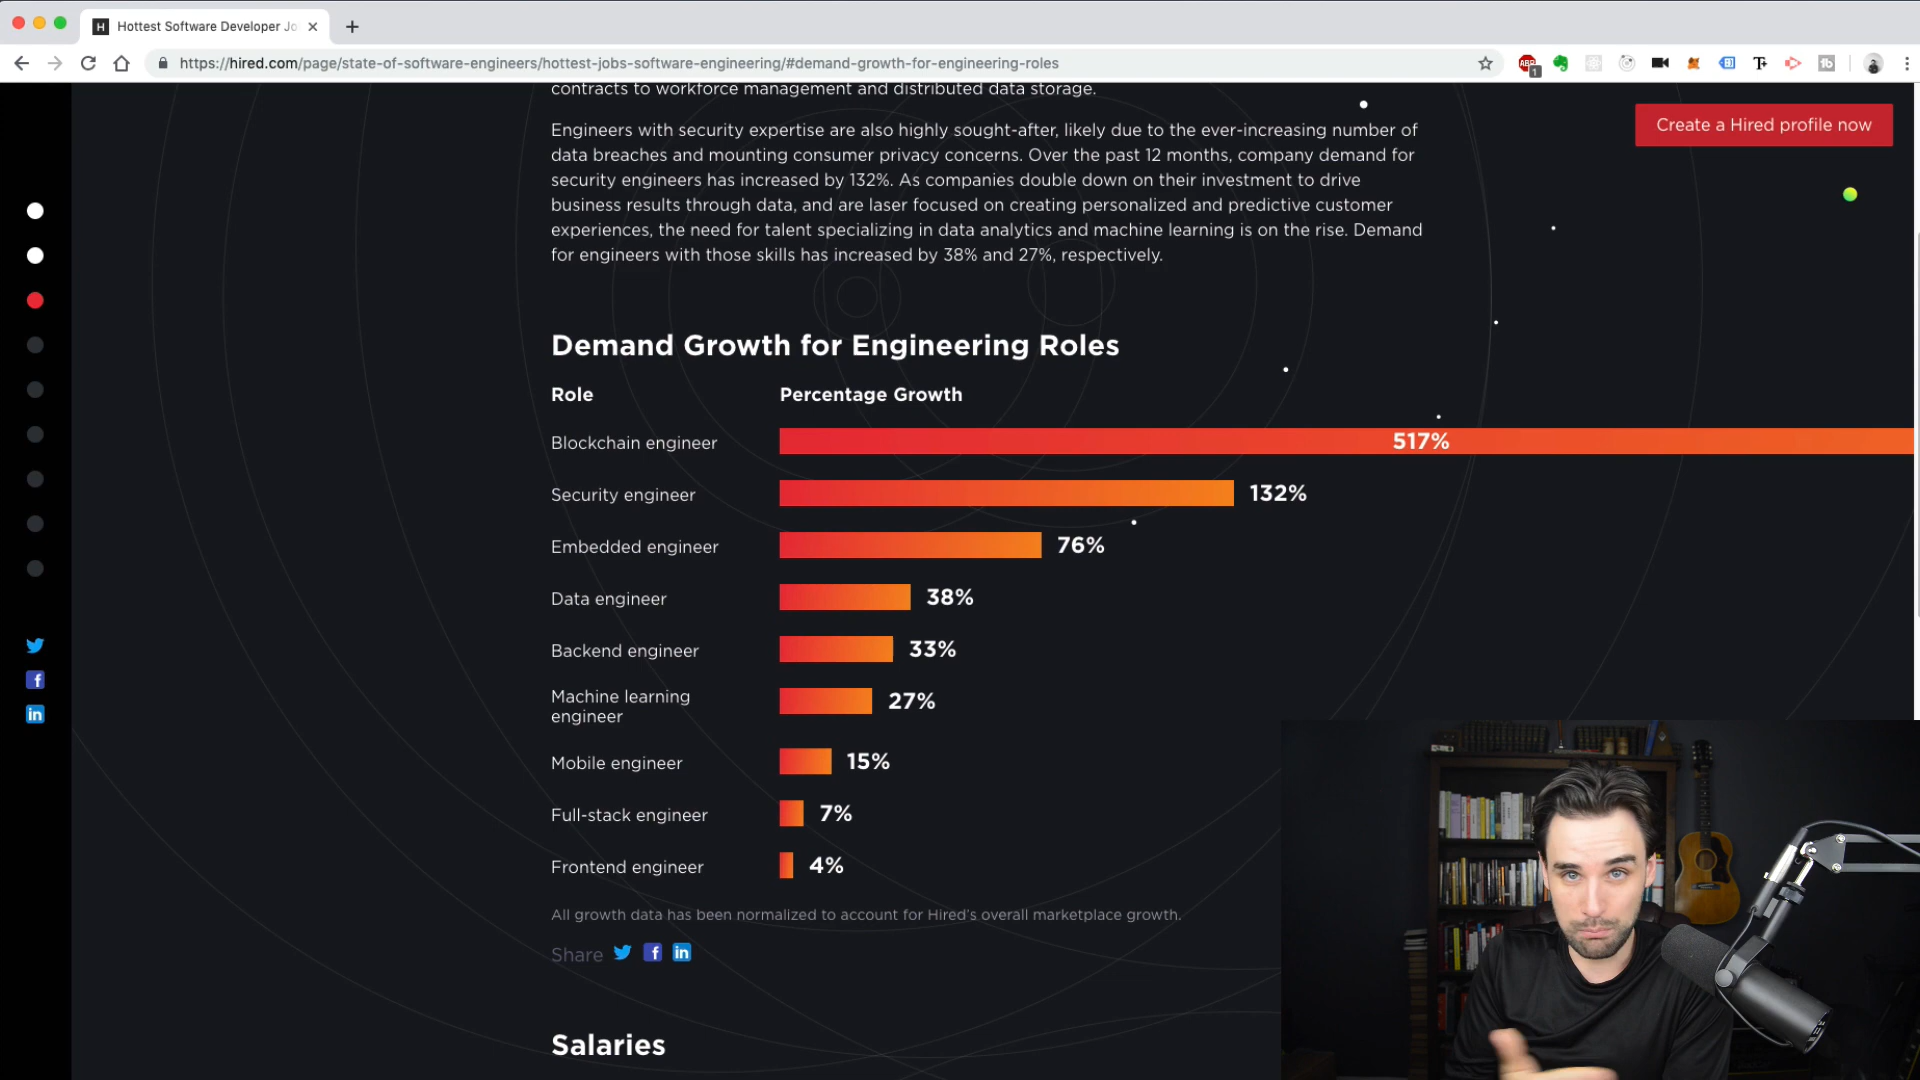 Hottest Software Developer Jo
https://hired.com/page/state-of-software-engineers/hottest-jobs-software-engineering/#demand-growth-for-engineering-roles
ABP
1
contracts to workforce management and distributed data storage.
Create a Hired profile now
Engineers with security expertise are also highly sought-after, likely due to the ever-increasing number of
data breaches and mounting consumer privacy concerns. Over the past 12 months, company demand for
security engineers has increased by 132%. As companies double down on their investment to drive
business results through data, and are laser focused on creating personalized and predictive customer
experiences, the need for talent specializing in data analytics and machine learning is on the rise. Demand
for engineers with those skills has increased by 38% and 27%, respectively.
Demand Growth for Engineering Roles
Role Percentage Growth
Blockchain engineer 517%
Security engineer 132%
Embedded engineer 76%
Data engineer 38%
Backend engineer 33%
Machine learning
engineer 27%
Mobile engineer 15%
Full-stack engineer 7%
Frontend engineer 4%
All growth data has been normalized to account for Hired's overall marketplace growth.
Share
Salaries